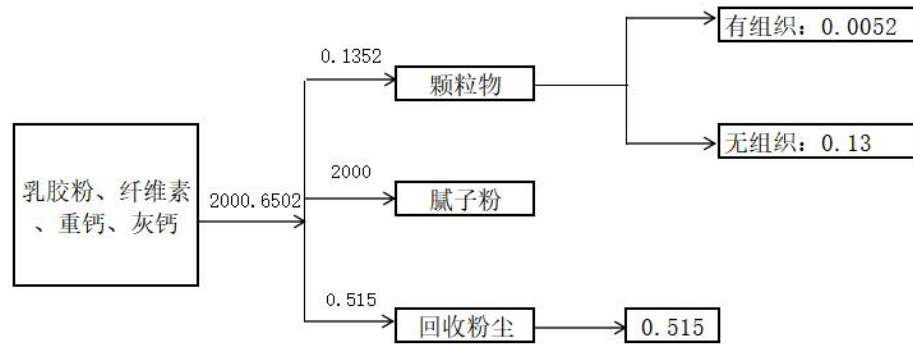 有组织：0.0052
0.1352
颗粒物
无组织：0.13
乳胶粉、纤维素
、重钙、灰钙
2000.6502
2000
腻子粉
0.515
回收粉尘
0.515